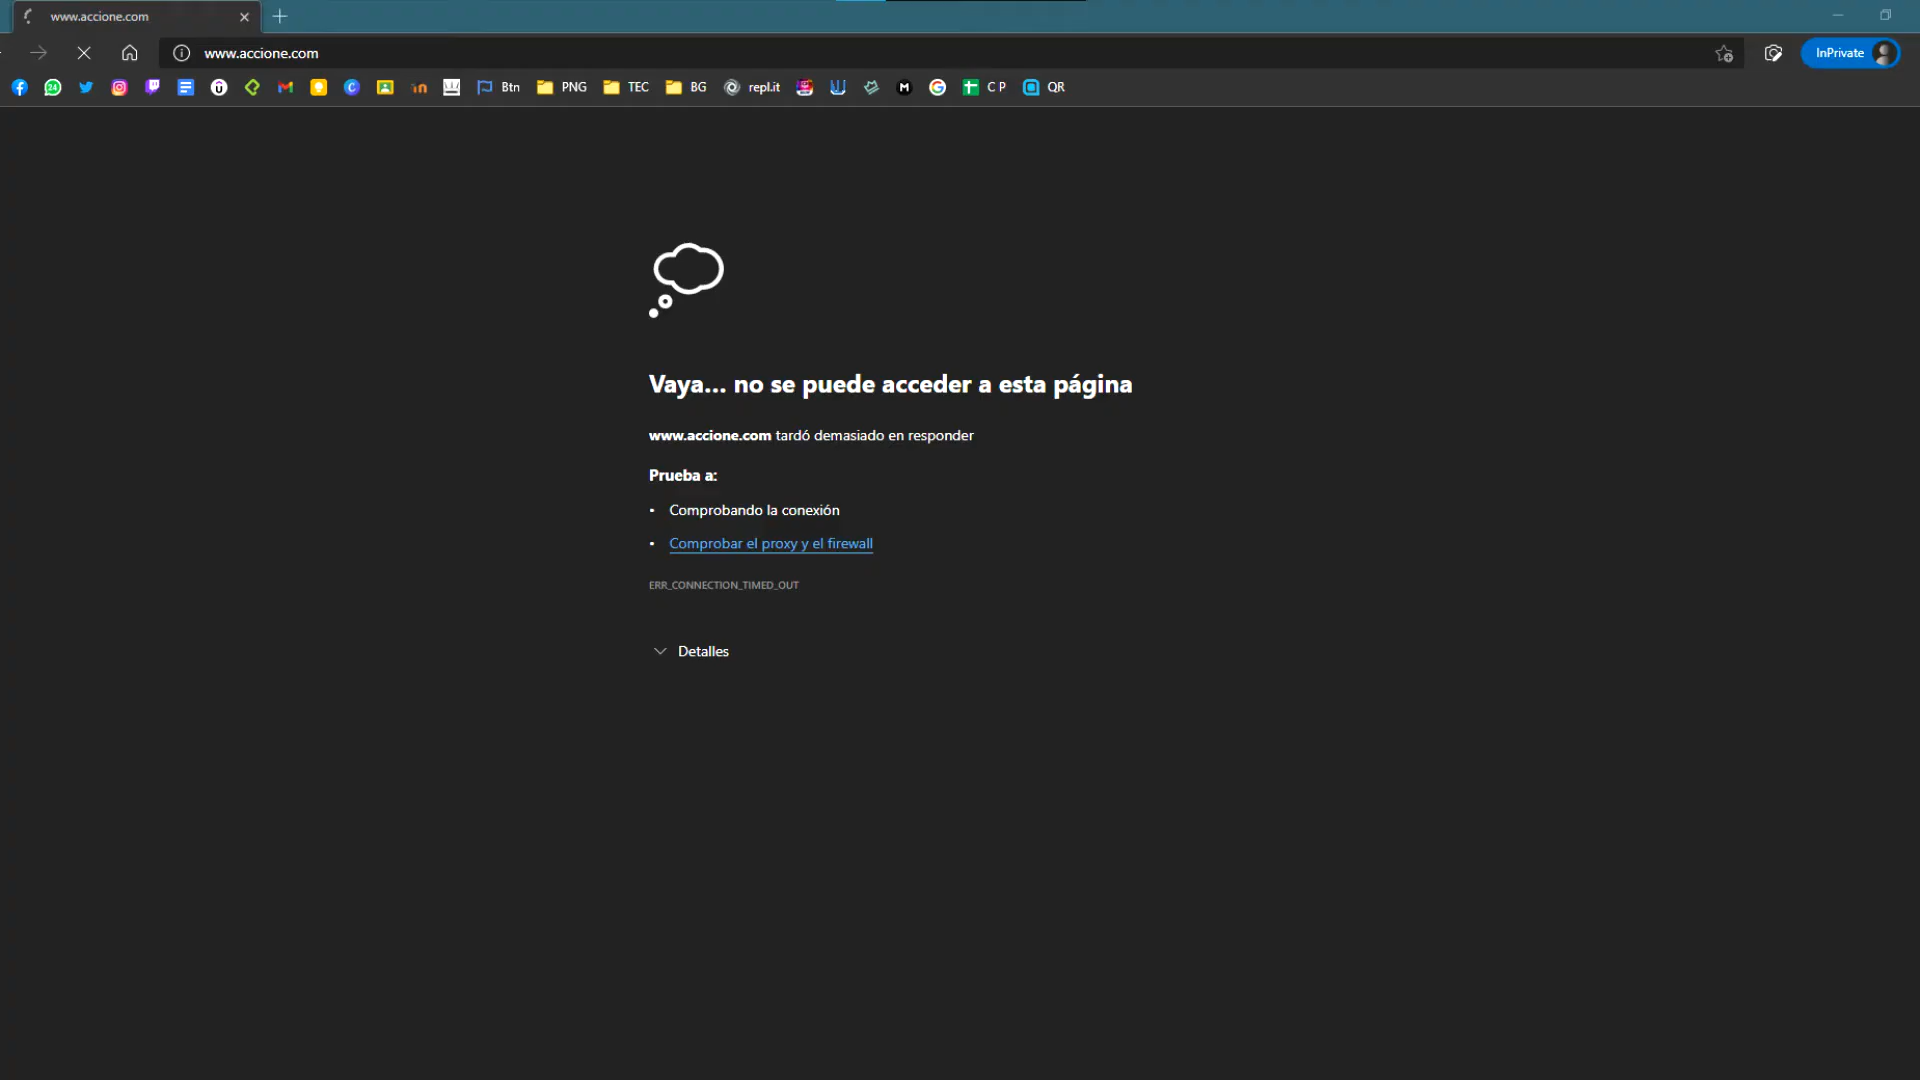 www.accione.com
www.accione.com
InPrivate
24 Btn PNG TEC BG repl.it M C P QR
Vaya... no se puede acceder a esta página
www.accione.com tardó demasiado en responder
Prueba a:
• Comprobando la conexión
• Comprobar el proxy y el firewall
ERR_CONNECTION_TIMED_OUT
Detalles